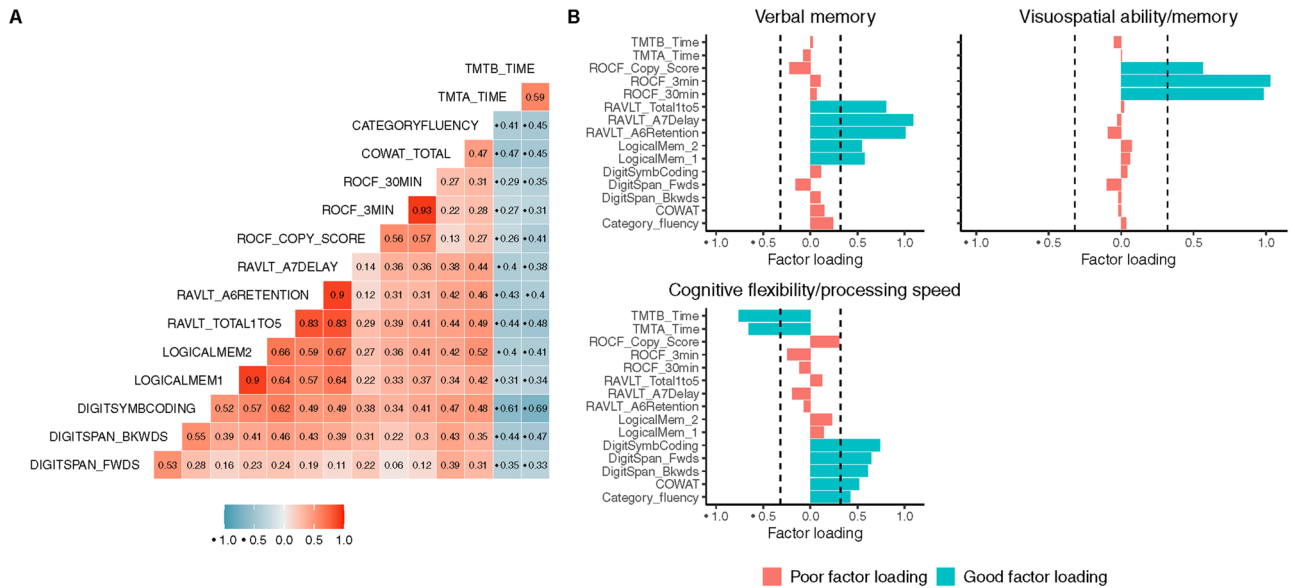 A
TMTB_TIME
TMTA_TIME 0.59
CATEGORYFLUENCY •0.41 •0.45
COWAT_TOTAL 0.47 •0.47 •0.45
ROCF_30MIN 0.27 0.31 •0.29 •0.35
ROCF_3MIN 0.93 0.22 0.28 •0.27 •0.31
ROCF_COPY_SCORE 0.56 0.57 0.13 0.27 •0.26 •0.41
RAVLT_A7DELAY 0.14 0.36 0.36 0.38 0.44 •0.4 •0.38
RAVLT_A6RETENTION 0.9 0.12 0.31 0.31 0.42 0.46 •0.43 •0.4
RAVLT_TOTAL1TO5 0.83 0.83 0.29 0.39 0.41 0.44 0.49 •0.44 •0.48
LOGICALMEM2 0.66 0.59 0.67 0.27 0.36 0.41 0.42 0.52 •0.4 •0.41
LOGICALMEM1 0.9 0.64 0.57 0.64 0.22 0.33 0.37 0.34 0.42 •0.31 •0.34
DIGITSYMBCODING 0.52 0.57 0.62 0.49 0.49 0.38 0.34 0.41 0.47 0.48 •0.61 •0.69
DIGITSPAN_BKWDS 0.55 0.39 0.41 0.46 0.43 0.39 0.31 0.22 0.3 0.43 0.35 •0.44 •0.47
DIGITSPAN_FWDS 0.53 0.28 0.16 0.23 0.24 0.19 0.11 0.22 0.06 0.12 0.39 0.31 •0.35 •0.33
•1.0 •0.5 0.0 0.5 1.0
B
Verbal memory
TMTB_Time
TMTA_Time
ROCF_Copy_Score
ROCF_3min
ROCF_30min
RAVLT_Total1to5
RAVLT_A7Delay
RAVLT_A6Retention
LogicalMem_2
LogicalMem_1
DigitSymbCoding
DigitSpan_Fwds
DigitSpan_Bkwds
COWAT
Category_fluency
•1.0 •0.5 0.0 0.5 1.0
Factor loading
Visuospatial ability/memory
•1.0 •0.5 0.0 0.5 1.0
Factor loading
Cognitive flexibility/processing speed
TMTB_Time
TMTA_Time
ROCF_Copy_Score
ROCF_3min
ROCF_30min
RAVLT_Total1to5
RAVLT_A7Delay
RAVLT_A6Retention
LogicalMem_2
LogicalMem_1
DigitSymbCoding
DigitSpan_Fwds
DigitSpan_Bkwds
COWAT
Category_fluency
•1.0 •0.5 0.0 0.5 1.0
Factor loading
Poor factor loading Good factor loading